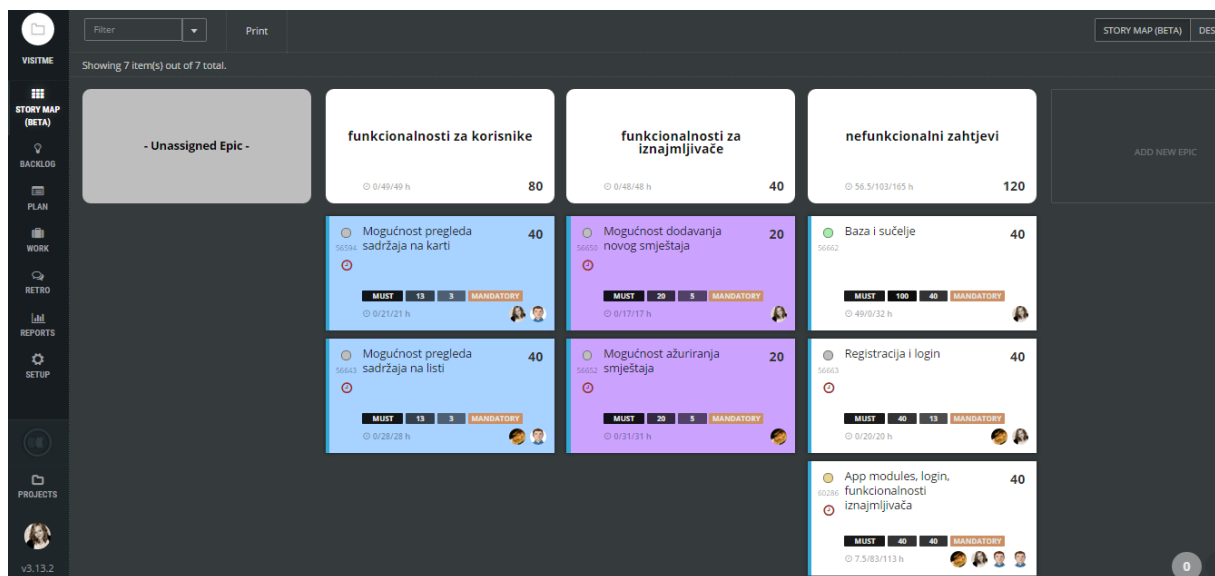 Filter
Print
STORY MAP (BETA)
DES
VISITME
Showing 7 item(s) out of 7 total.
STORY MAP
(BETA)
BACKLOG
PLAN
WORK
RETRO
REPORTS
SETUP
PROJECTS
v3.13.2
- Unassigned Epic -
funkcionalnosti za korisnike
0/49/49 h
80
funkcionalnosti za
iznajmljivače
0/48/48 h
40
nefunkcionalni zahtjevi
56.5/103/165 h
120
ADD NEW EPIC
Mogućnost pregleda
sadržaja na karti
40
56594
MUST 13 3 MANDATORY
0/21/21 h
Mogućnost pregleda
sadržaja na listi
40
56643
MUST 13 3 MANDATORY
0/28/28 h
Mogućnost dodavanja
novog smještaja
20
56650
MUST 20 5 MANDATORY
0/17/17 h
Mogućnost ažuriranja
smještaja
20
56652
MUST 20 5 MANDATORY
0/31/31 h
Baza i sučelje
40
56662
MUST 100 40 MANDATORY
49/0/32 h
Registracija i login
40
56663
MUST 40 13 MANDATORY
0/20/20 h
App modules, login,
funkcionalnosti
iznajmljivača
40
60286
MUST 40 40 MANDATORY
7.5/83/113 h
0